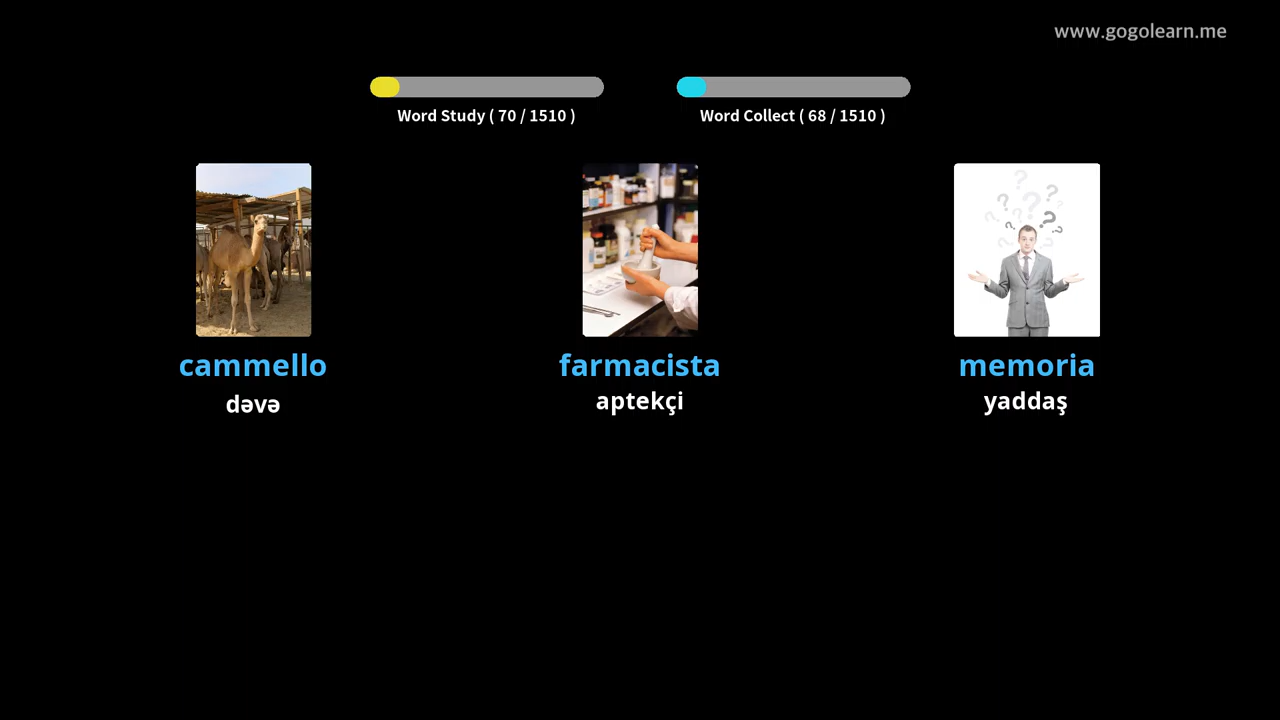 www.gogolearn.me
Word Study ( 70 / 1510 )
Word Collect ( 68 / 1510 )
cammello
dəvə
farmacista
aptekçi
memoria
yaddaş